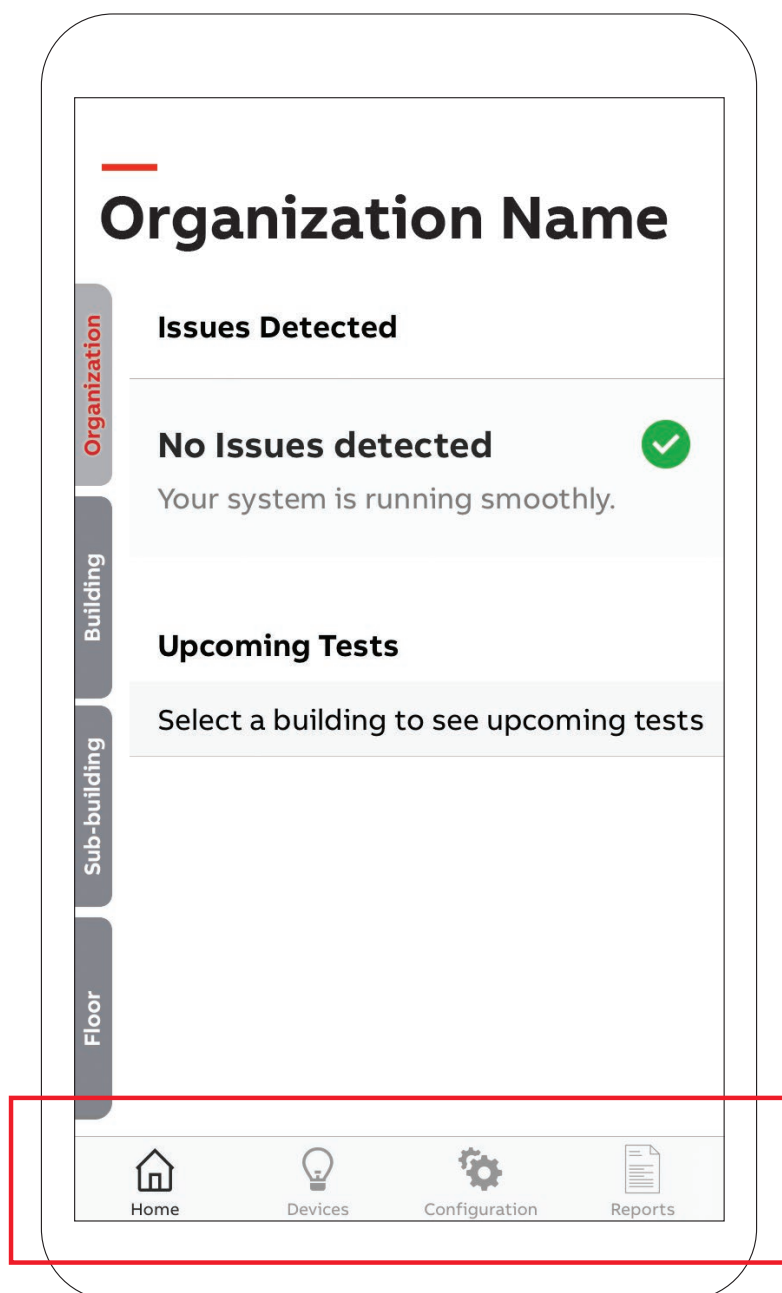 Organization Name
Organization
Issues Detected
No Issues detected
Your system is running smoothly.
Building
Upcoming Tests
Select a building to see upcoming tests
Sub-building
Floor
Home
Devices
Configuration
Reports